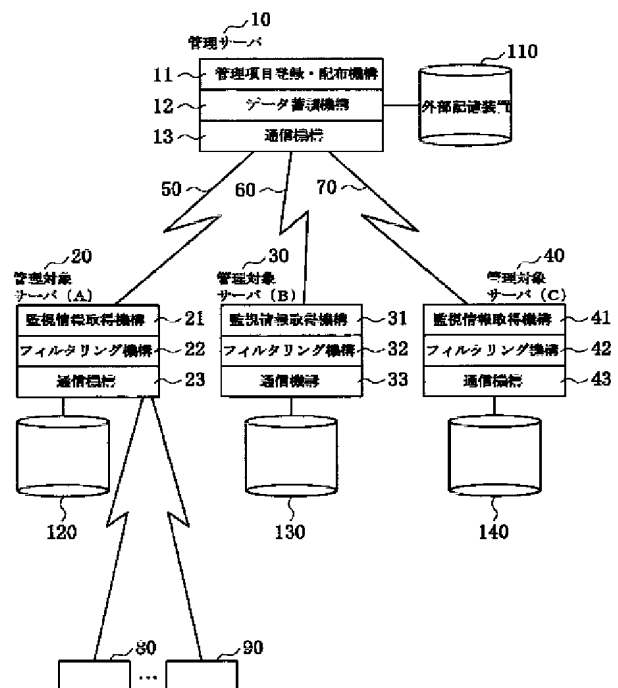 10
管理サーバ
11 管理項目登録・配布機構
12 データ蓄積機構
13 通信機構
110
外部記憶装置
50 60 70
20
管理対象
サーバ (A)
監視情報取得機構 21
フィルタリング機構 22
通信機構 23
120
30
管理対象
サーバ (B)
監視情報取得機構 31
フィルタリング機構 32
通信機構 33
130
40
管理対象
サーバ (C)
監視情報取得機構 41
フィルタリング機構 42
通信機構 43
140
80 … 90